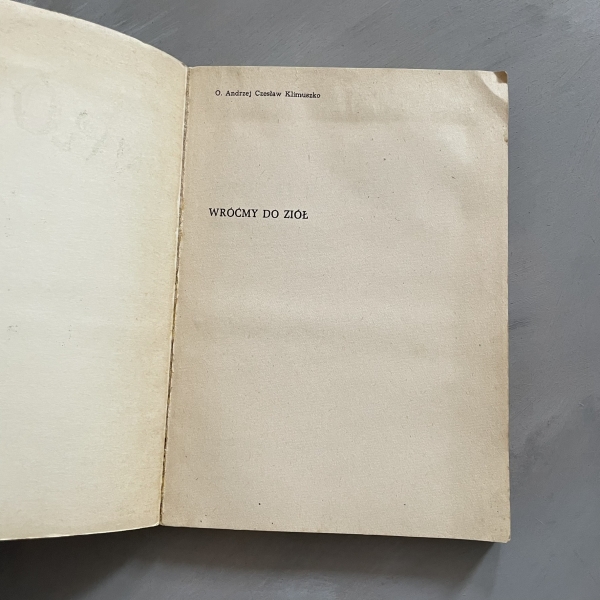 O. Andrzej Czesław Klimuszko
WRÓĆMY DO ZIÓŁ